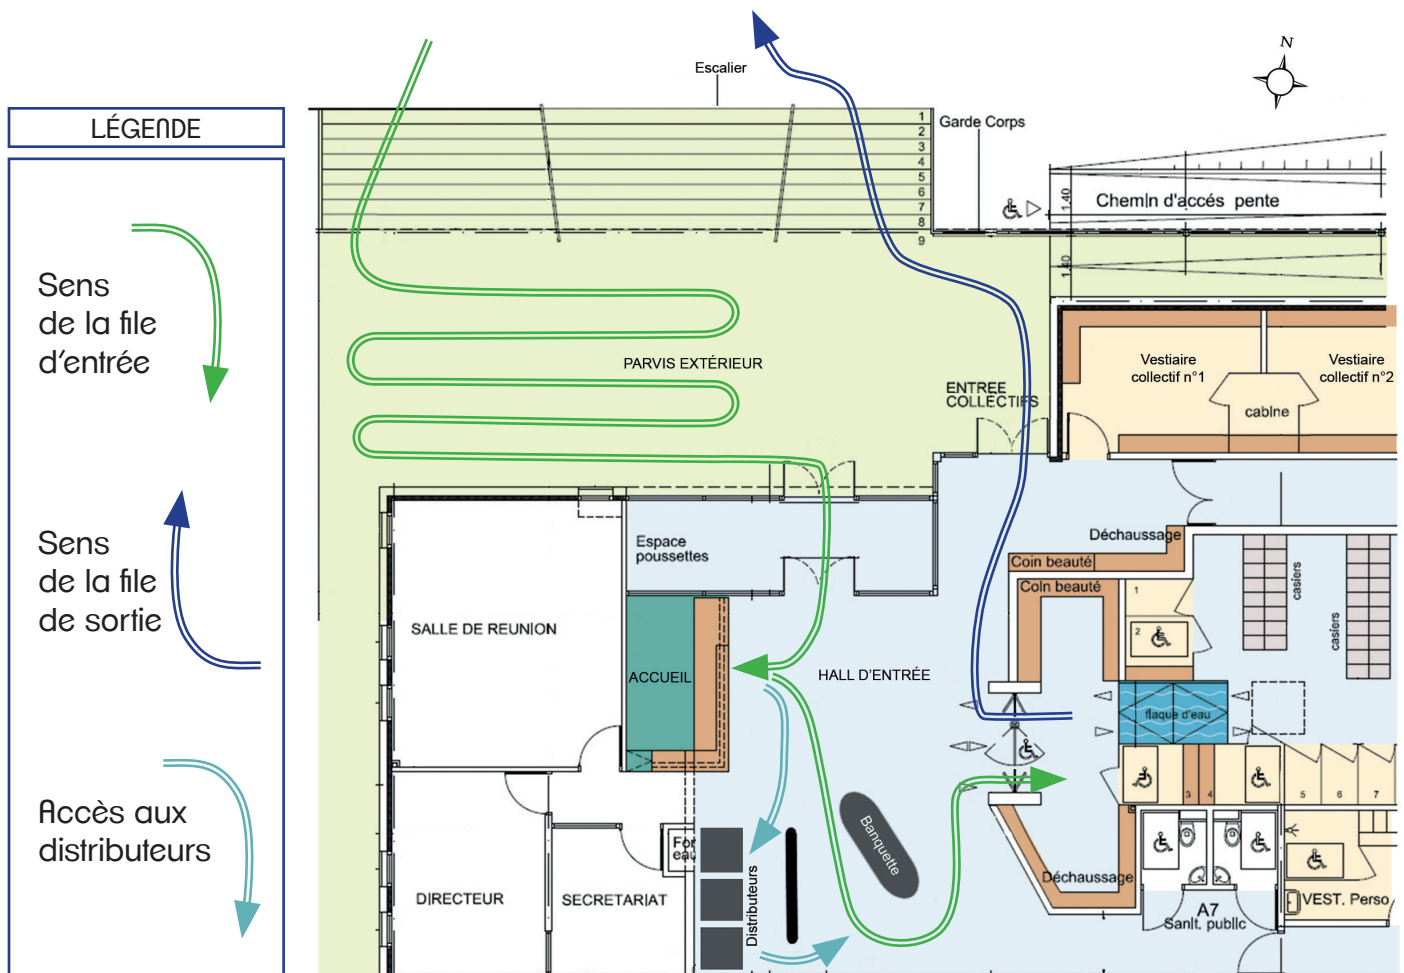 LÉGENDE
Sens
de la file
d'entrée
Sens
de la file
de sortie
Accès aux
distributeurs
Escalier
N
1
2
3
4
5
6
7
8
9
Garde Corps
1.40
1.40
Chemin d'accés pente
PARVIS EXTÉRIEUR
ENTREE
COLLECTIFS
Vestiaire
collectif n°1
Vestiaire
collectif n°2
cabine
Espace
poussettes
Déchaussage
Coin beauté
Coin beauté
casiers
casiers
1
2
SALLE DE REUNION
ACCUEIL
HALL D'ENTRÉE
flaque d'eau
3
4
5
6
7
Banquette
Distributeurs
DIRECTEUR
SECRETARIAT
Déchaussage
A7
Sanit. public
VEST. Perso